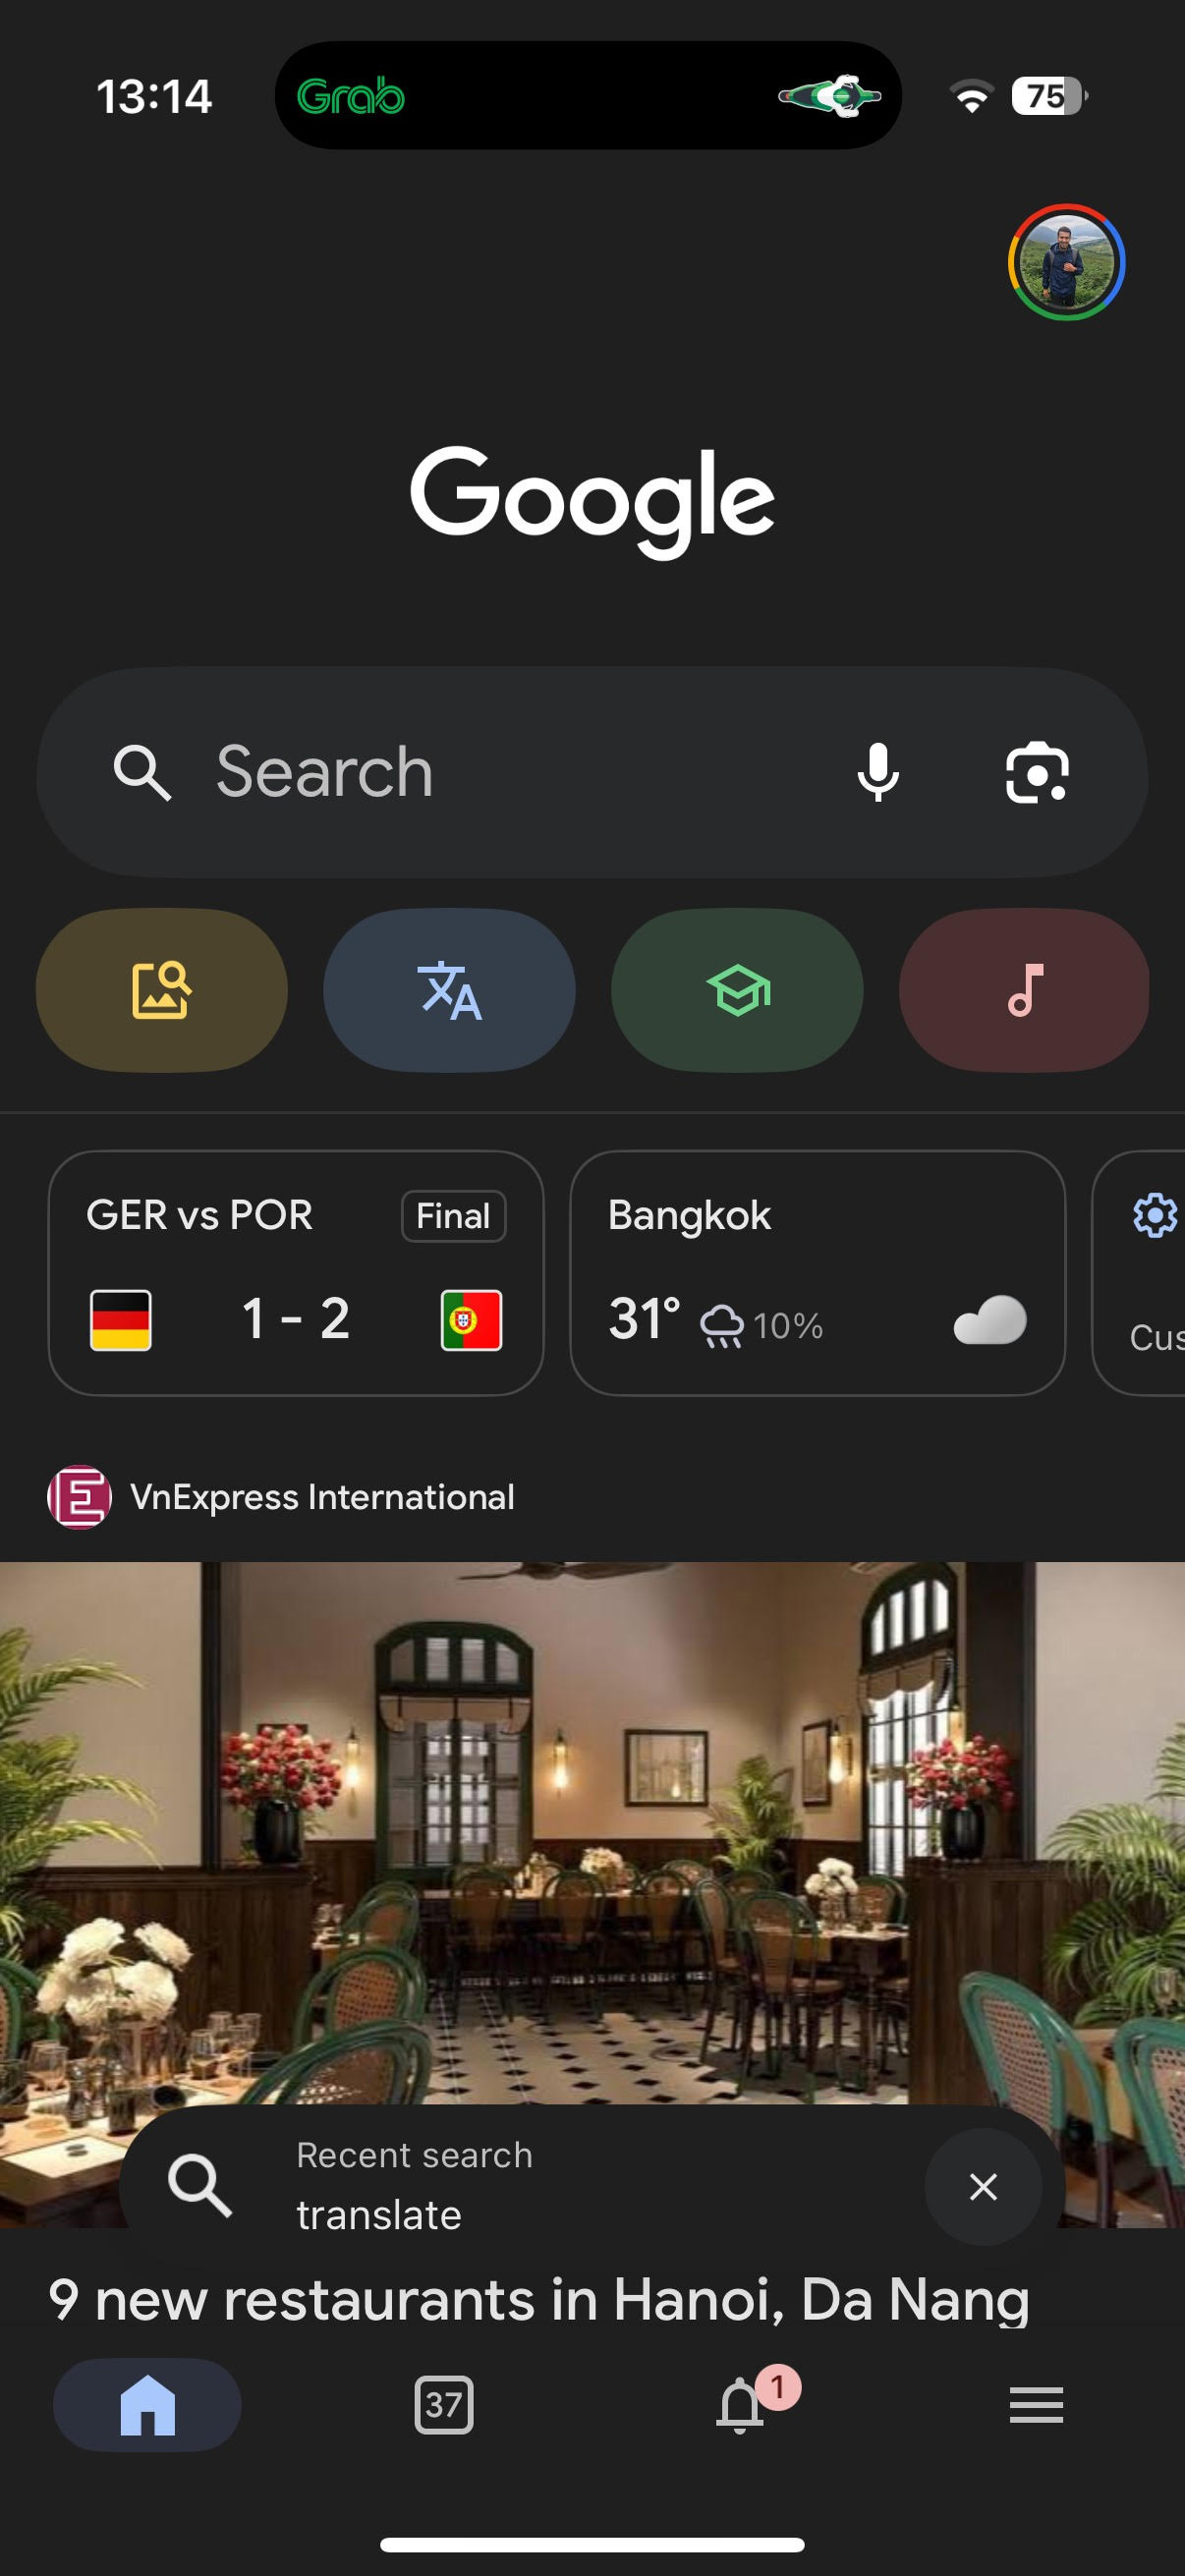 13:14
Grab
75
Google
Search
GER vs POR
Final
1 - 2
Bangkok
31° 10%
Cus
VnExpress International
Recent search
translate
9 new restaurants in Hanoi, Da Nang
37
1